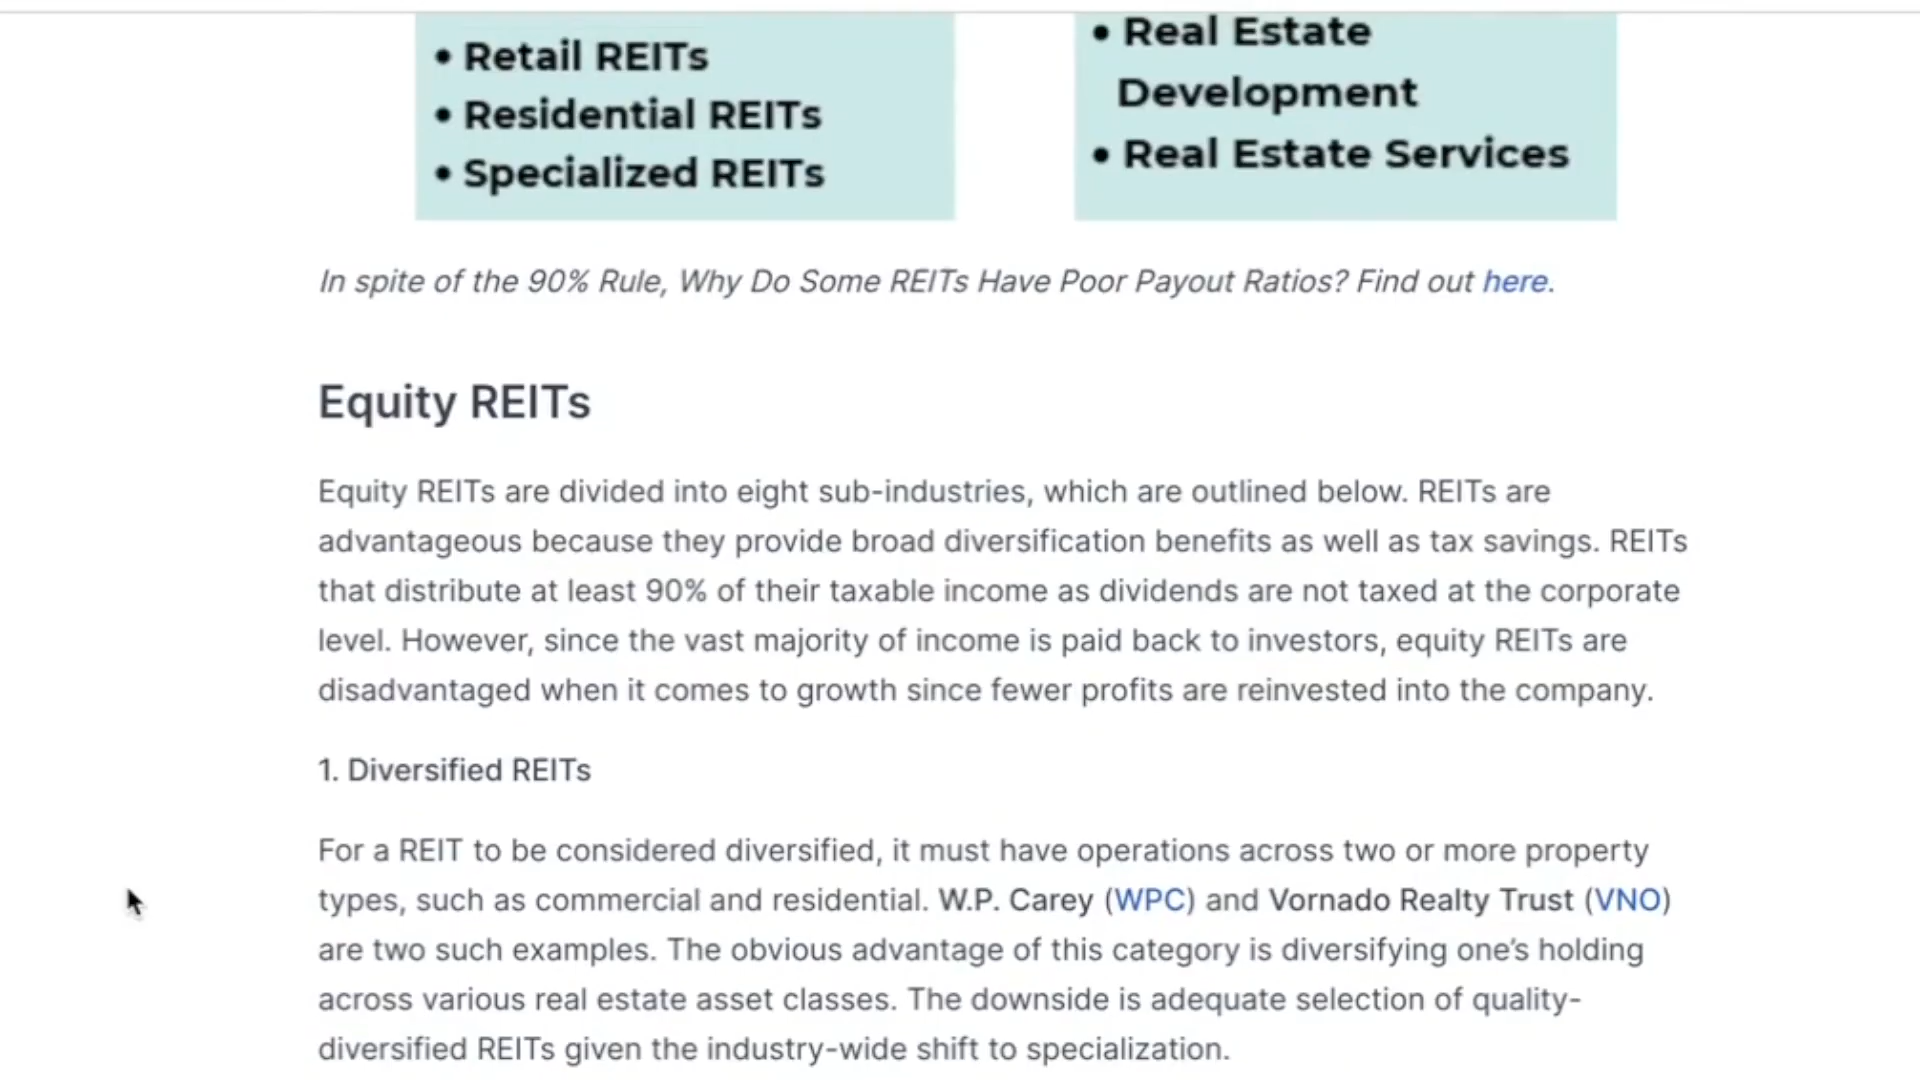 • Retail REITs
• Residential REITs
• Specialized REITs
• Real Estate
Development
• Real Estate Services
In spite of the 90% Rule, Why Do Some REITs Have Poor Payout Ratios? Find out here.
Equity REITs
Equity REITs are divided into eight sub-industries, which are outlined below. REITs are
advantageous because they provide broad diversification benefits as well as tax savings. REITs
that distribute at least 90% of their taxable income as dividends are not taxed at the corporate
level. However, since the vast majority of income is paid back to investors, equity REITs are
disadvantaged when it comes to growth since fewer profits are reinvested into the company.
1. Diversified REITs
For a REIT to be considered diversified, it must have operations across two or more property
types, such as commercial and residential. W.P. Carey (WPC) and Vornado Realty Trust (VNO)
are two such examples. The obvious advantage of this category is diversifying one’s holding
across various real estate asset classes. The downside is adequate selection of quality-
diversified REITs given the industry-wide shift to specialization.